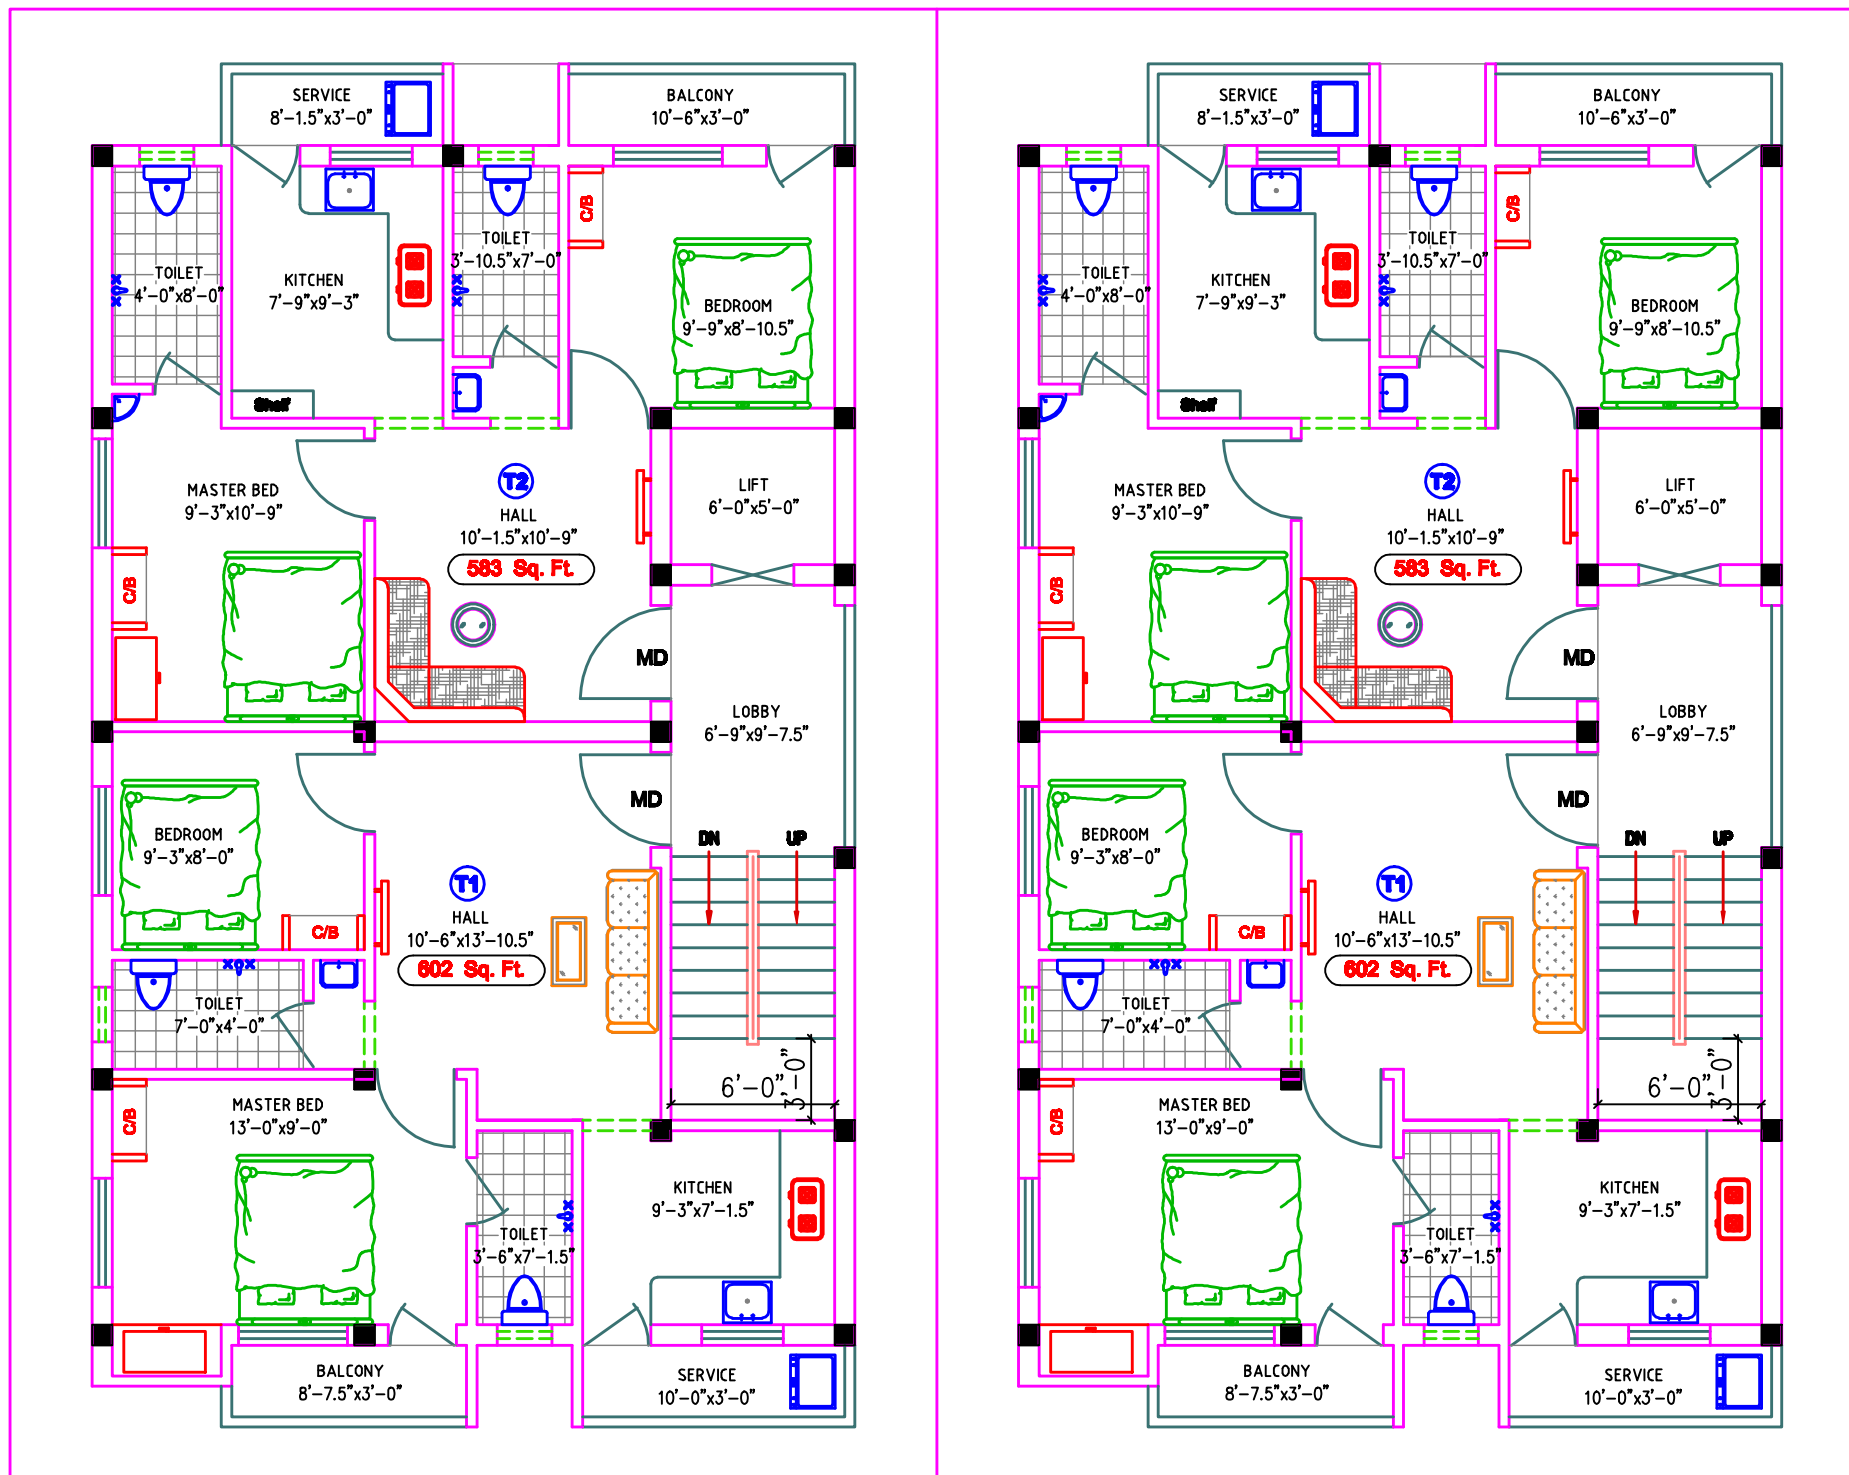 SERVICE
8'-1.5"x3'-0"
BALCONY
10'-6"x3'-0"
C/B
TOILET
3'-10.5"x7'-0"
TOILET
4'-0"x8'-0"
KITCHEN
7'-9"x9'-3"
BEDROOM
9'-9"x8'-10.5"
Shelf
MASTER BED
9'-3"x10'-9"
T2
HALL
10'-1.5"x10'-9"
583 Sq. Ft.
LIFT
6'-0"x5'-0"
C/B
MD
LOBBY
6'-9"x9'-7.5"
MD
BEDROOM
9'-3"x8'-0"
DN
UP
T1
HALL
10'-6"x13'-10.5"
602 Sq. Ft.
C/B
TOILET
7'-0"x4'-0"
6'-0"
3'-0"
C/B
MASTER BED
13'-0"x9'-0"
KITCHEN
9'-3"x7'-1.5"
TOILET
3'-6"x7'-1.5"
BALCONY
8'-7.5"x3'-0"
SERVICE
10'-0"x3'-0"
SERVICE
8'-1.5"x3'-0"
BALCONY
10'-6"x3'-0"
C/B
TOILET
3'-10.5"x7'-0"
TOILET
4'-0"x8'-0"
KITCHEN
7'-9"x9'-3"
BEDROOM
9'-9"x8'-10.5"
Shelf
MASTER BED
9'-3"x10'-9"
T2
HALL
10'-1.5"x10'-9"
583 Sq. Ft.
LIFT
6'-0"x5'-0"
C/B
MD
LOBBY
6'-9"x9'-7.5"
MD
BEDROOM
9'-3"x8'-0"
DN
UP
T1
HALL
10'-6"x13'-10.5"
602 Sq. Ft.
C/B
TOILET
7'-0"x4'-0"
6'-0"
3'-0"
C/B
MASTER BED
13'-0"x9'-0"
KITCHEN
9'-3"x7'-1.5"
TOILET
3'-6"x7'-1.5"
BALCONY
8'-7.5"x3'-0"
SERVICE
10'-0"x3'-0"